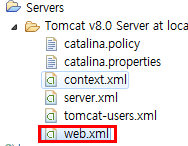 Servers
Tomcat v8.0 Server at loca
catalina.policy
catalina.properties
context.xml
server.xml
tomcat-users.xml
web.xml